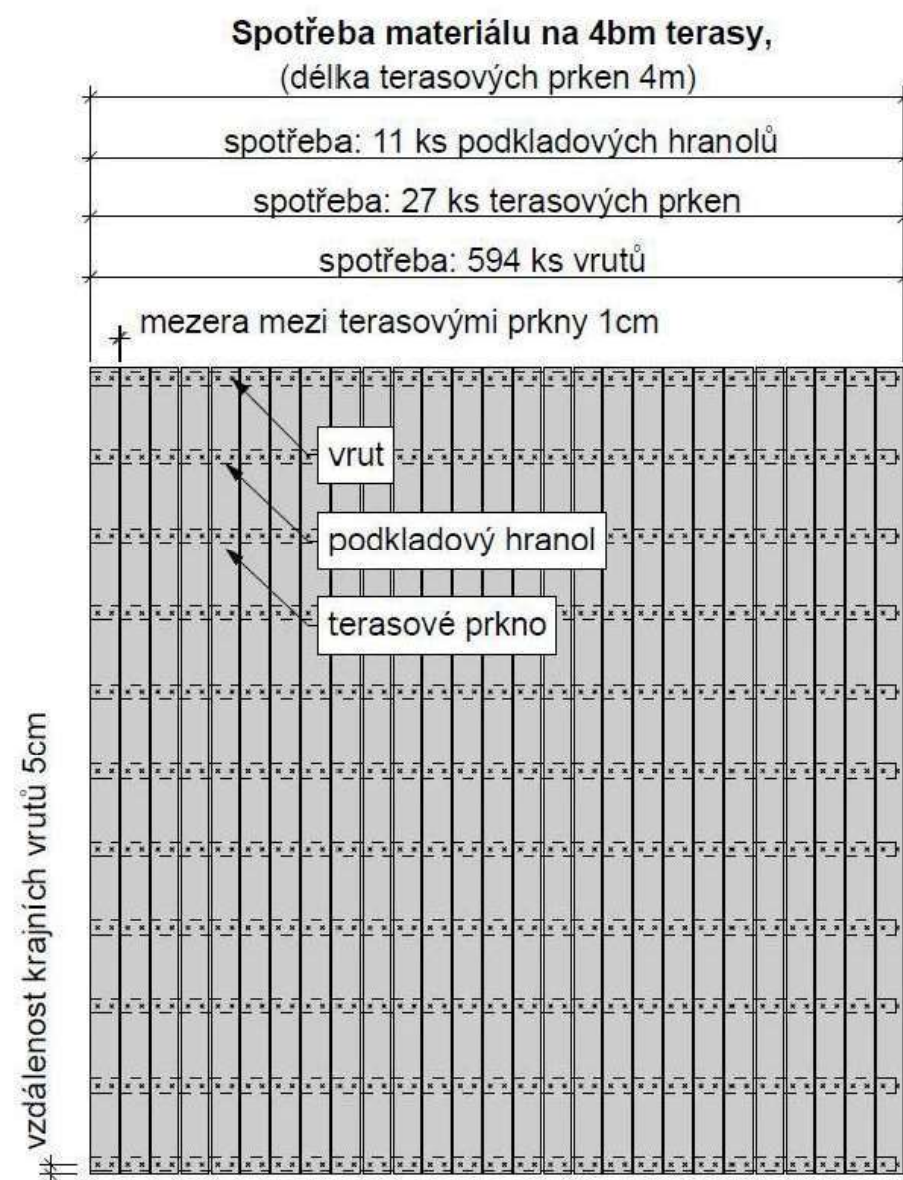 Spotřeba materiálu na 4bm terasy,
(délka terasových prken 4m)
spotřeba: 11 ks podkladových hranolů
spotřeba: 27 ks terasových prken
spotřeba: 594 ks vrutů
mezera mezi terasovými prkny 1cm
vrut
podkladový hranol
terasové prkno
vzdálenost krajních vrutů 5cm